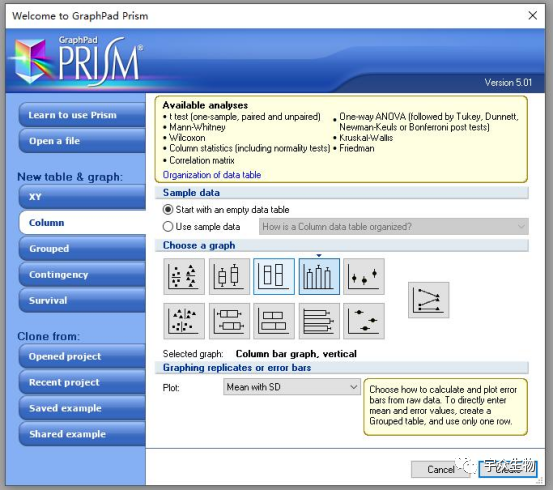 Welcome to GraphPad Prism
GraphPad
PRISM®
Version 5.01
Learn to use Prism
Open a file
New table & graph:
XY
Column
Grouped
Contingency
Survival
Clone from:
Opened project
Recent project
Saved example
Shared example
Available analyses
• t test (one-sample, paired and unpaired)
• Mann-Whitney
• Wilcoxon
• Column statistics (including normality tests)
• Correlation matrix
• One-way ANOVA (followed by Tukey, Dunnett,
Newman-Keuls or Bonferroni post tests)
• Kruskal-Wallis
• Friedman
Organization of data table
Sample data
Start with an empty data table
Use sample data
How is a Column data table organized?
Choose a graph
Selected graph: Column bar graph, vertical
Graphing replicates or error bars
Plot: Mean with SD
Choose how to calculate and plot error
bars from raw data. To directly enter
mean and error values, create a
Grouped table, and use only one row.
Cancel
Create
宇众生物